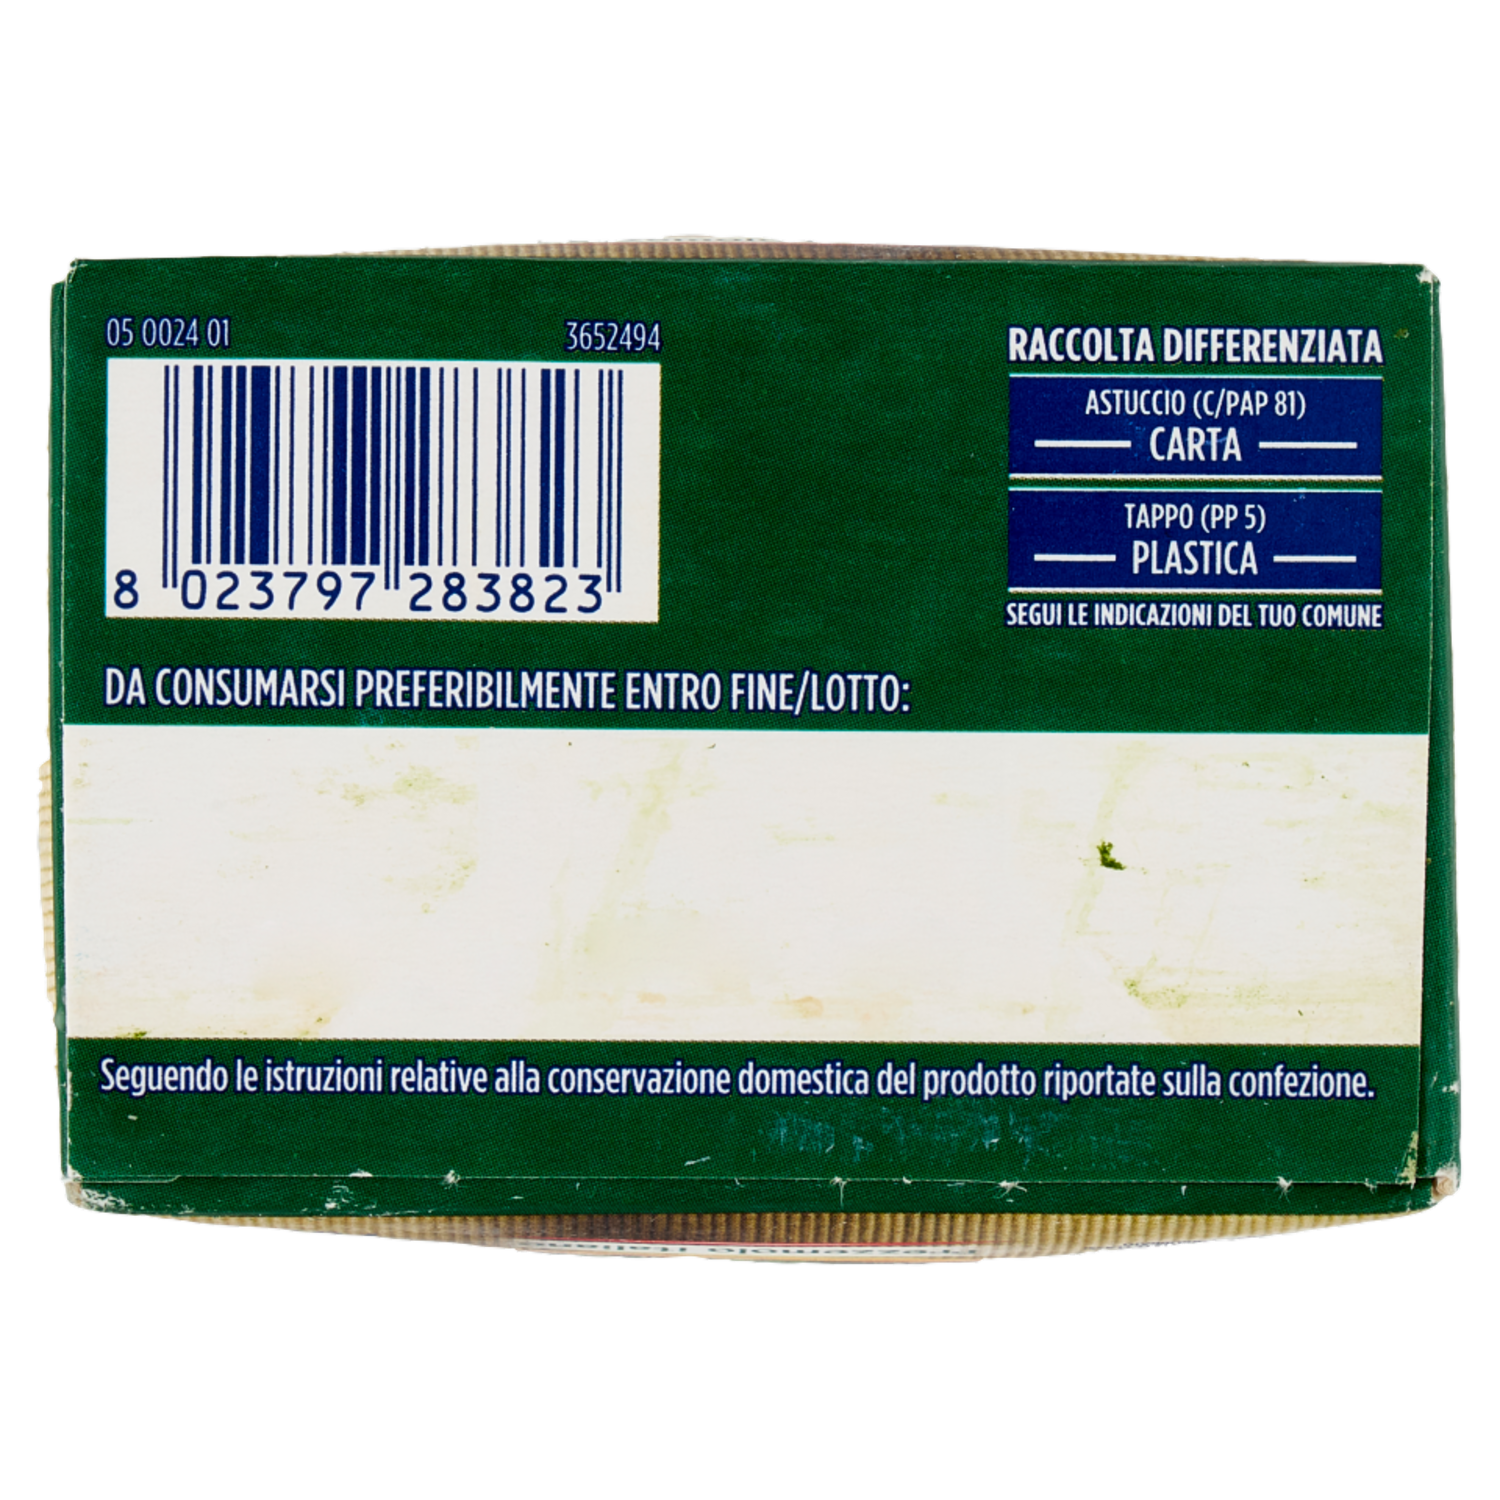 05 0024 01
3652494
8 023797 283823
RACCOLTA DIFFERENZIATA
ASTUCCIO (C/PAP 81)
CARTA
TAPPO (PP 5)
PLASTICA
SEGUI LE INDICAZIONI DEL TUO COMUNE
DA CONSUMARSI PREFERIBILMENTE ENTRO FINE/LOTTO:
Seguendo le istruzioni relative alla conservazione domestica del prodotto riportate sulla confezione.
Prezzemolo Italiano